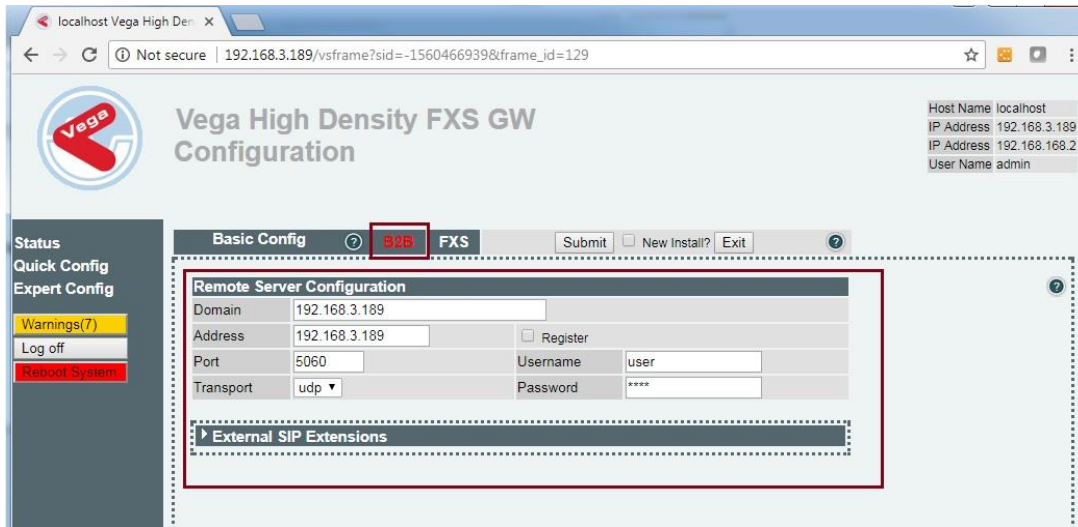 localhost Vega High Den
Not secure | 192.168.3.189/vsframe?sid=-1560466939&frame_id=129
Vega
Vega High Density FXS GW
Configuration
Host Name localhost
IP Address 192.168.3.189
IP Address 192.168.168.2
User Name admin
Status
Quick Config
Expert Config
Warnings(7)
Log off
Reboot System
Basic Config ? B2B FXS Submit New Install? Exit ?
?
Remote Server Configuration
Domain 192.168.3.189
Address 192.168.3.189 Register
Port 5060 Username user
Transport udp Password ****
External SIP Extensions